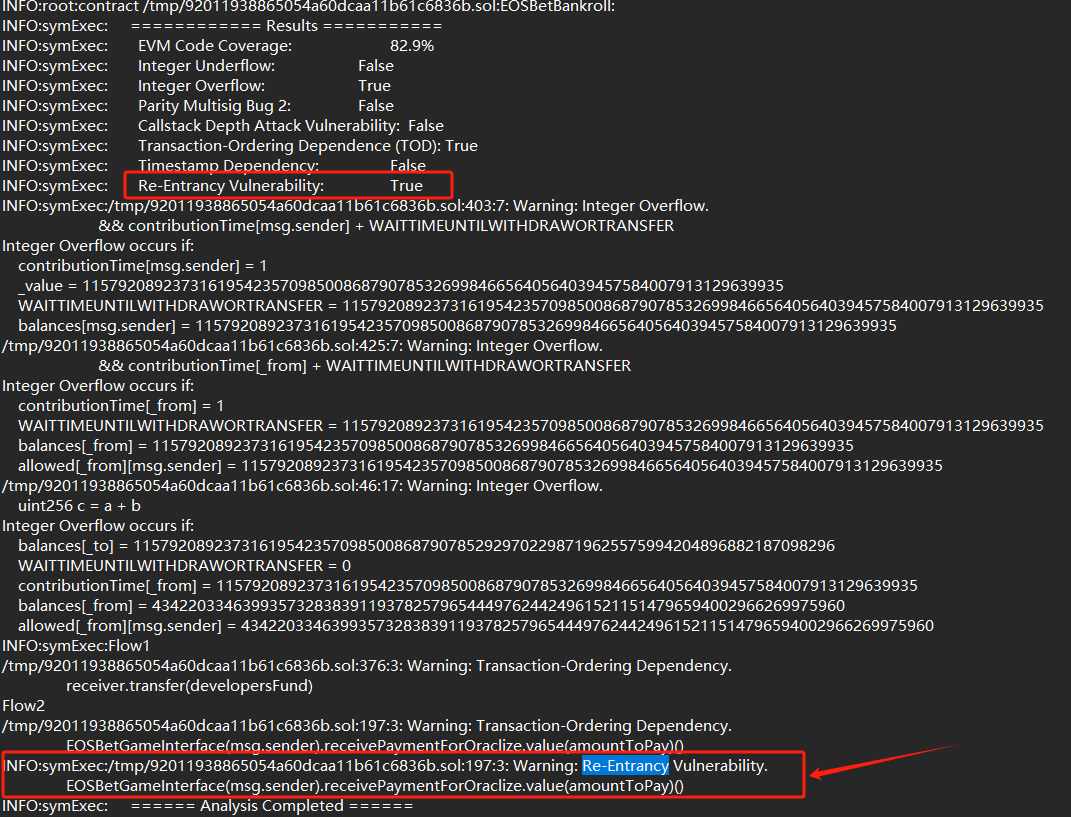 INFO:root:contract /tmp/92011938865054a60dcaa11b61c6836b.sol:EOSBetBankroll:
INFO:symExec: ============ Results ===========
INFO:symExec: EVM Code Coverage: 82.9%
INFO:symExec: Integer Underflow: False
INFO:symExec: Integer Overflow: True
INFO:symExec: Parity Multisig Bug 2: False
INFO:symExec: Callstack Depth Attack Vulnerability: False
INFO:symExec: Transaction-Ordering Dependence (TOD): True
INFO:symExec: Timestamp Dependency: False
INFO:symExec: Re-Entrancy Vulnerability: True
INFO:symExec:/tmp/92011938865054a60dcaa11b61c6836b.sol:403:7: Warning: Integer Overflow.
&& contributionTime[msg.sender] + WAITTIMEUNTILWITHDRAWORTRANSFER
Integer Overflow occurs if:
contributionTime[msg.sender] = 1
_value = 115792089237316195423570985008687907853269984665640564039457584007913129639935
WAITTIMEUNTILWITHDRAWORTRANSFER = 115792089237316195423570985008687907853269984665640564039457584007913129639935
balances[msg.sender] = 115792089237316195423570985008687907853269984665640564039457584007913129639935
/tmp/92011938865054a60dcaa11b61c6836b.sol:425:7: Warning: Integer Overflow.
&& contributionTime[_from] + WAITTIMEUNTILWITHDRAWORTRANSFER
Integer Overflow occurs if:
contributionTime[_from] = 1
WAITTIMEUNTILWITHDRAWORTRANSFER = 115792089237316195423570985008687907853269984665640564039457584007913129639935
balances[_from] = 115792089237316195423570985008687907853269984665640564039457584007913129639935
allowed[_from][msg.sender] = 115792089237316195423570985008687907853269984665640564039457584007913129639935
/tmp/92011938865054a60dcaa11b61c6836b.sol:46:17: Warning: Integer Overflow.
uint256 c = a + b
Integer Overflow occurs if:
balances[_to] = 115792089237316195423570985008687907852929702298719625575994204896882187098296
WAITTIMEUNTILWITHDRAWORTRANSFER = 0
contributionTime[_from] = 115792089237316195423570985008687907853269984665640564039457584007913129639935
balances[_from] = 43422033463993573283839119378257965444976244249615211514796594002966269975960
allowed[_from][msg.sender] = 43422033463993573283839119378257965444976244249615211514796594002966269975960
INFO:symExec:Flow1
/tmp/92011938865054a60dcaa11b61c6836b.sol:376:3: Warning: Transaction-Ordering Dependency.
receiver.transfer(developersFund)
Flow2
/tmp/92011938865054a60dcaa11b61c6836b.sol:197:3: Warning: Transaction-Ordering Dependency.
EOSBetGameInterface(msg.sender).receivePaymentForOraclize.value(amountToPay)()
INFO:symExec:/tmp/92011938865054a60dcaa11b61c6836b.sol:197:3: Warning: Re-Entrancy Vulnerability.
EOSBetGameInterface(msg.sender).receivePaymentForOraclize.value(amountToPay)()
INFO:symExec: ====== Analysis Completed ======